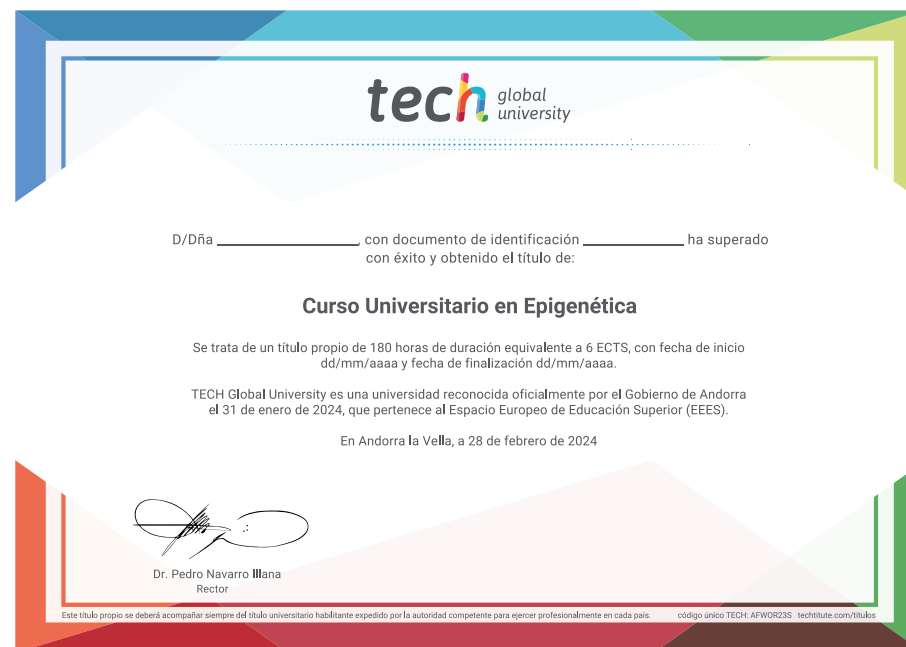 tech global
university
D/Dña ____________________, con documento de identificación ______________ ha superado
con éxito y obtenido el título de:
Curso Universitario en Epigenética
Se trata de un título propio de 180 horas de duración equivalente a 6 ECTS, con fecha de inicio
dd/mm/aaaa y fecha de finalización dd/mm/aaaa.
TECH Global University es una universidad reconocida oficialmente por el Gobierno de Andorra
el 31 de enero de 2024, que pertenece al Espacio Europeo de Educación Superior (EEES).
En Andorra la Vella, a 28 de febrero de 2024
Dr. Pedro Navarro Illana
Rector
Este título propio se deberá acompañar siempre del título universitario habilitante expedido por la autoridad competente para ejercer profesionalmente en cada país. código único TECH: AFWOR23S techtitute.com/titulos